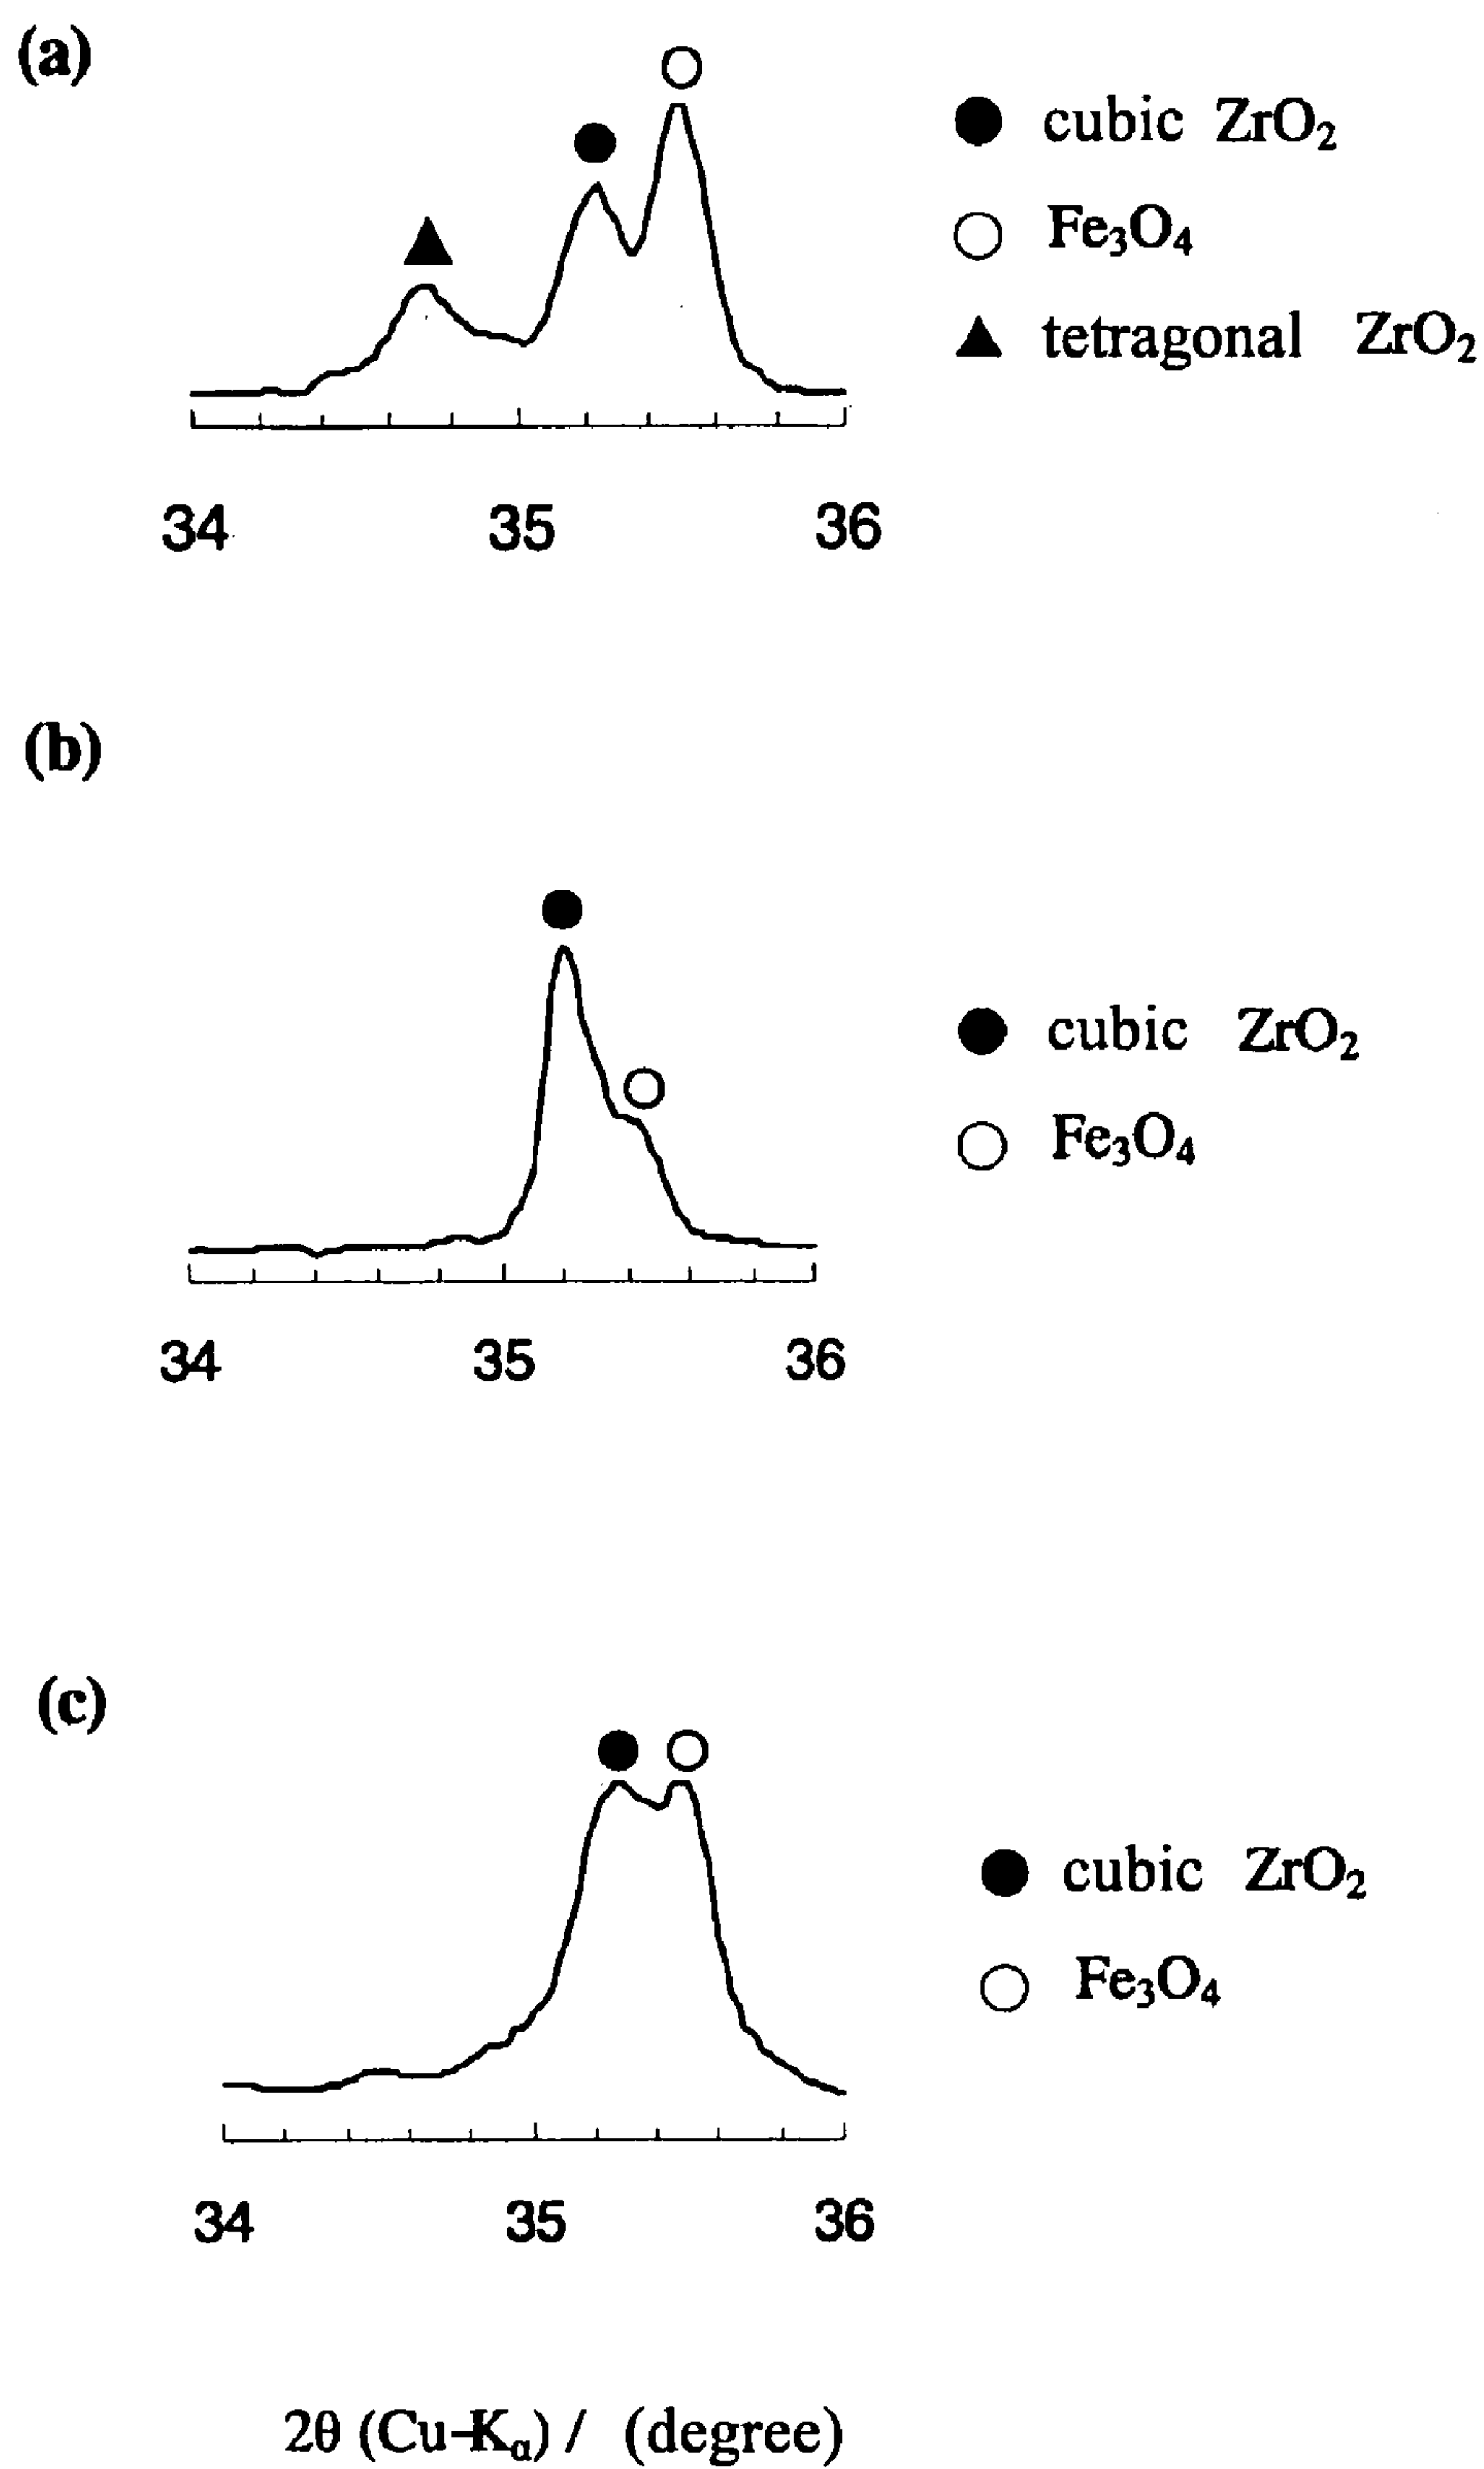 (a)
● cubic ZrO₂
○ Fe₃O₄
▲ tetragonal ZrO₂
34 35 36
(b)
● cubic ZrO₂
○ Fe₃O₄
34 35 36
(c)
● cubic ZrO₂
○ Fe₃O₄
34 35 36
2θ (Cu-Kα) / (degree)